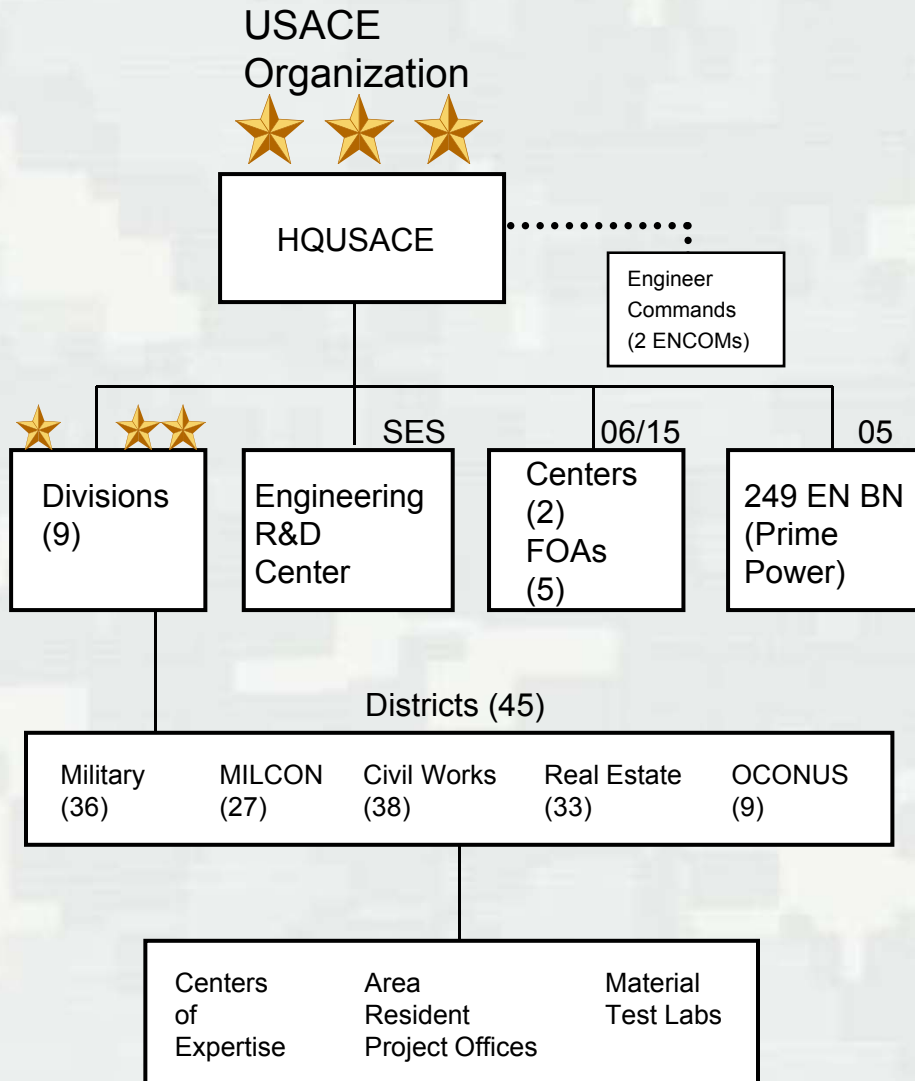 USACE
Organization
HQUSACE
Engineer
Commands
(2 ENCOMs)
SES
06/15
05
Divisions
(9)
Engineering
R&D
Center
Centers
(2)
FOAs
(5)
249 EN BN
(Prime
Power)
Districts (45)
Military
(36)
MILCON
(27)
Civil Works
(38)
Real Estate
(33)
OCONUS
(9)
Centers
of
Expertise
Area
Resident
Project Offices
Material
Test Labs